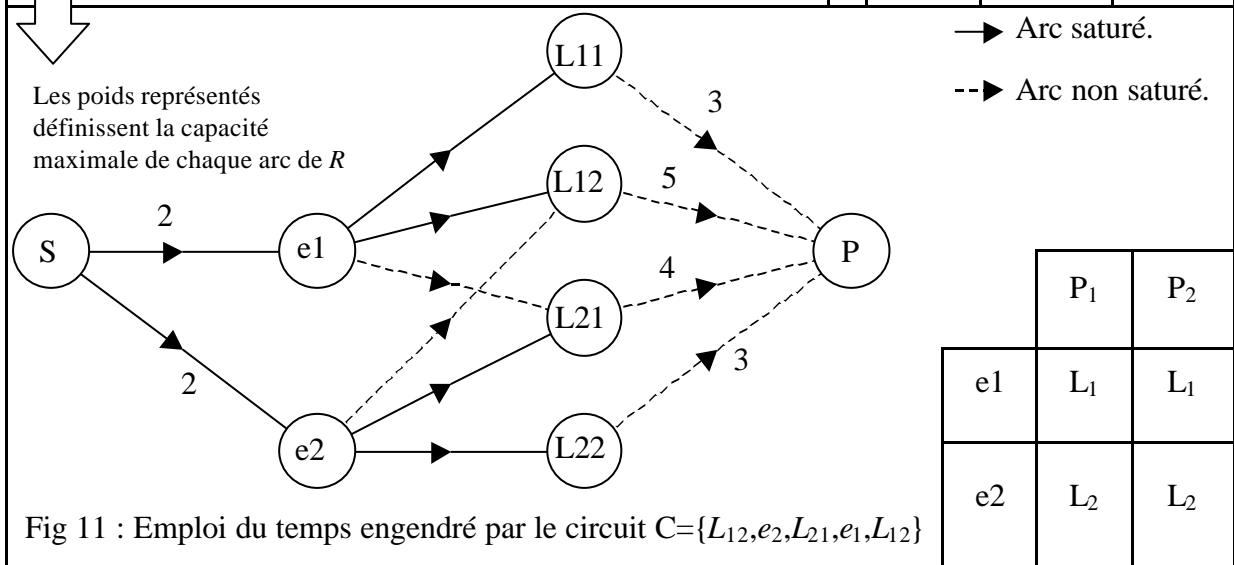 Arc saturé.
Arc non saturé.
Les poids représentés
définissent la capacité
maximale de chaque arc de R
L11
3
L12
5
2
S
e1
P
4
L21
2
3
e2
L22
P1 P2
e1 L1 L1
e2 L2 L2
Fig 11 : Emploi du temps engendré par le circuit C={L12,e2,L21,e1,L12}